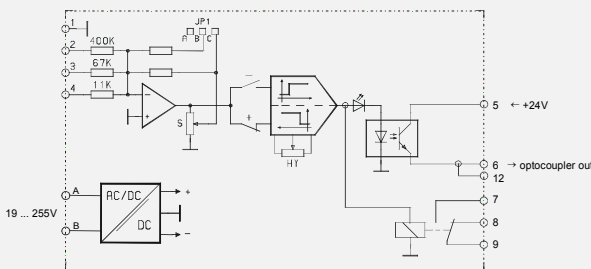 1
JP1
2
400K
A B C
3
67K
4
11K
−
+
S
−
+
HY
5 ← +24V
6 → optocoupler out
12
7
8
9
19 ... 255V
A
B
AC/DC
DC
+
−